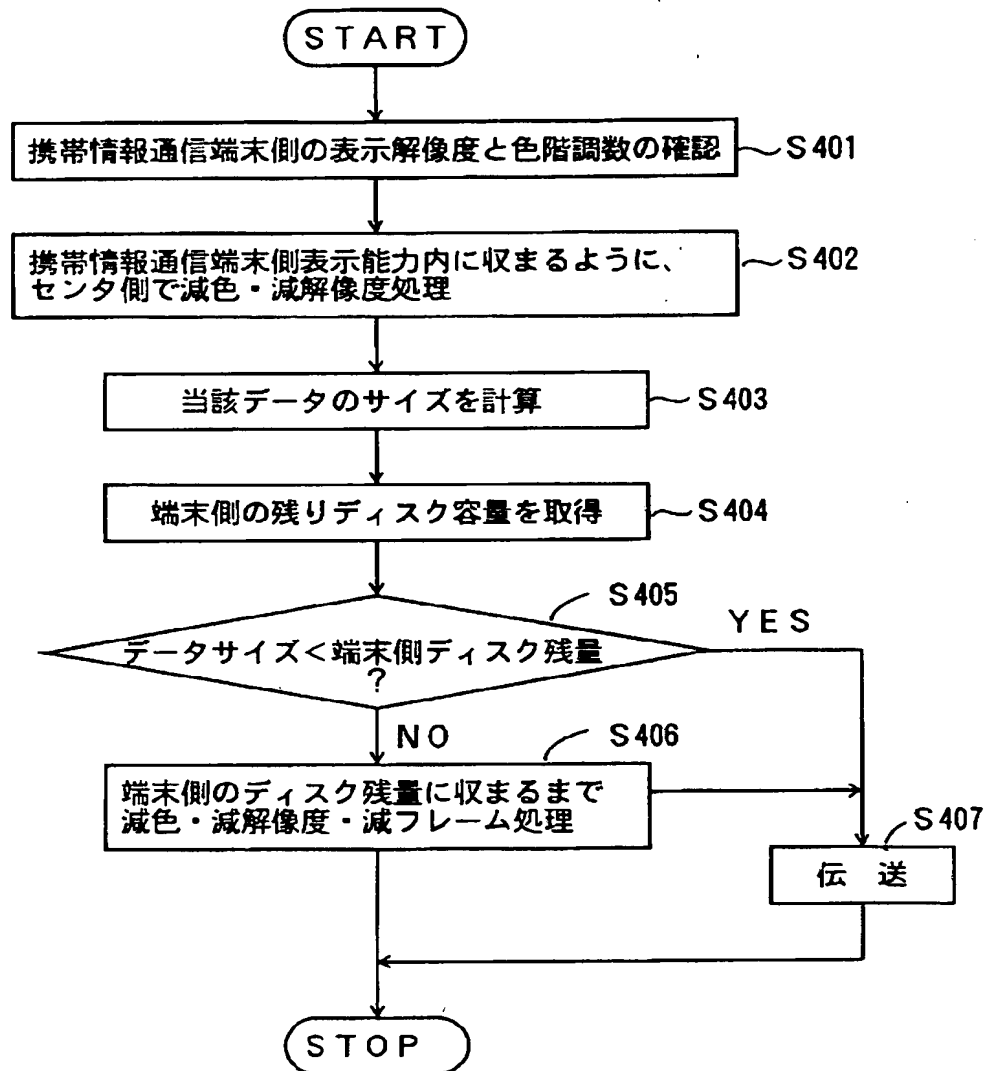 START
携帯情報通信端末側の表示解像度と色階調数の確認
S401
携帯情報通信端末側表示能力内に収まるように、
センタ側で減色・減解像度処理
S402
当該データのサイズを計算
S403
端末側の残りディスク容量を取得
S404
S405
データサイズ<端末側ディスク残量
?
YES
NO
S406
端末側のディスク残量に収まるまで
減色・減解像度・減フレーム処理
S407
伝 送
STOP